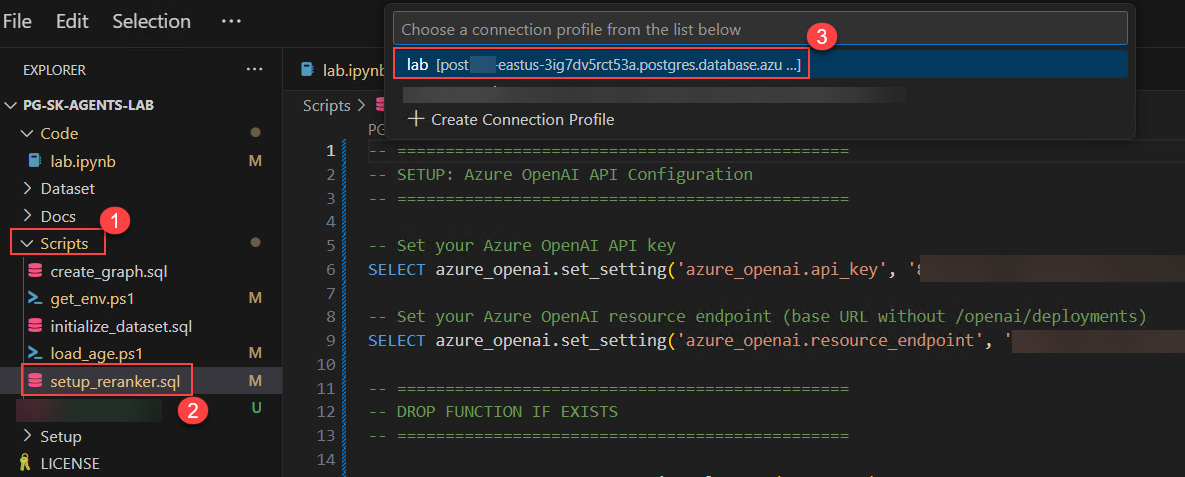 File Edit Selection ...
Choose a connection profile from the list below
3
lab [post -eastus-3ig7dv5rct53a.postgres.database.azu ...]
Create Connection Profile
EXPLORER ...
PG-SK-AGENTS-LAB
Code
lab.ipynb M
Dataset
Docs
1
Scripts
create_graph.sql
get_env.ps1 M
initialize_dataset.sql
load_age.ps1 M
setup_reranker.sql M
2
U
Setup
LICENSE
lab.ipynb
Scripts >
PG
1 -- ===============================================
2 -- SETUP: Azure OpenAI API Configuration
3 -- ===============================================
4
5 -- Set your Azure OpenAI API key
6 SELECT azure_openai.set_setting('azure_openai.api_key', '
7
8 -- Set your Azure OpenAI resource endpoint (base URL without /openai/deployments)
9 SELECT azure_openai.set_setting('azure_openai.resource_endpoint', '
10
11 -- ===============================================
12 -- DROP FUNCTION IF EXISTS
13 -- ===============================================
14